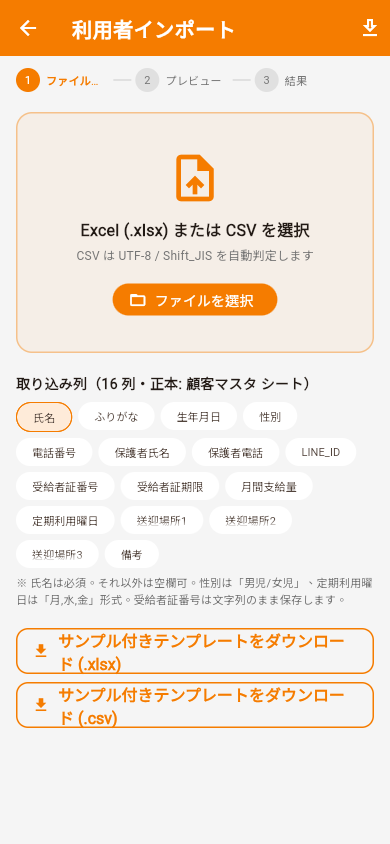 利用者インポート
1 ファイル… 2 プレビュー 3 結果
Excel (.xlsx) または CSV を選択
CSV は UTF-8 / Shift_JIS を自動判定します
ファイルを選択
取り込み列（16 列・正本: 顧客マスタ シート）
氏名 ふりがな 生年月日 性別
電話番号 保護者氏名 保護者電話 LINE_ID
受給者証番号 受給者証期限 月間支給量
定期利用曜日 送迎場所1 送迎場所2
送迎場所3 備考
※ 氏名は必須。それ以外は空欄可。性別は「男児/女児」、定期利用曜
日は「月,水,金」形式。受給者証番号は文字列のまま保存します。
サンプル付きテンプレートをダウンロー
ド (.xlsx)
サンプル付きテンプレートをダウンロー
ド (.csv)